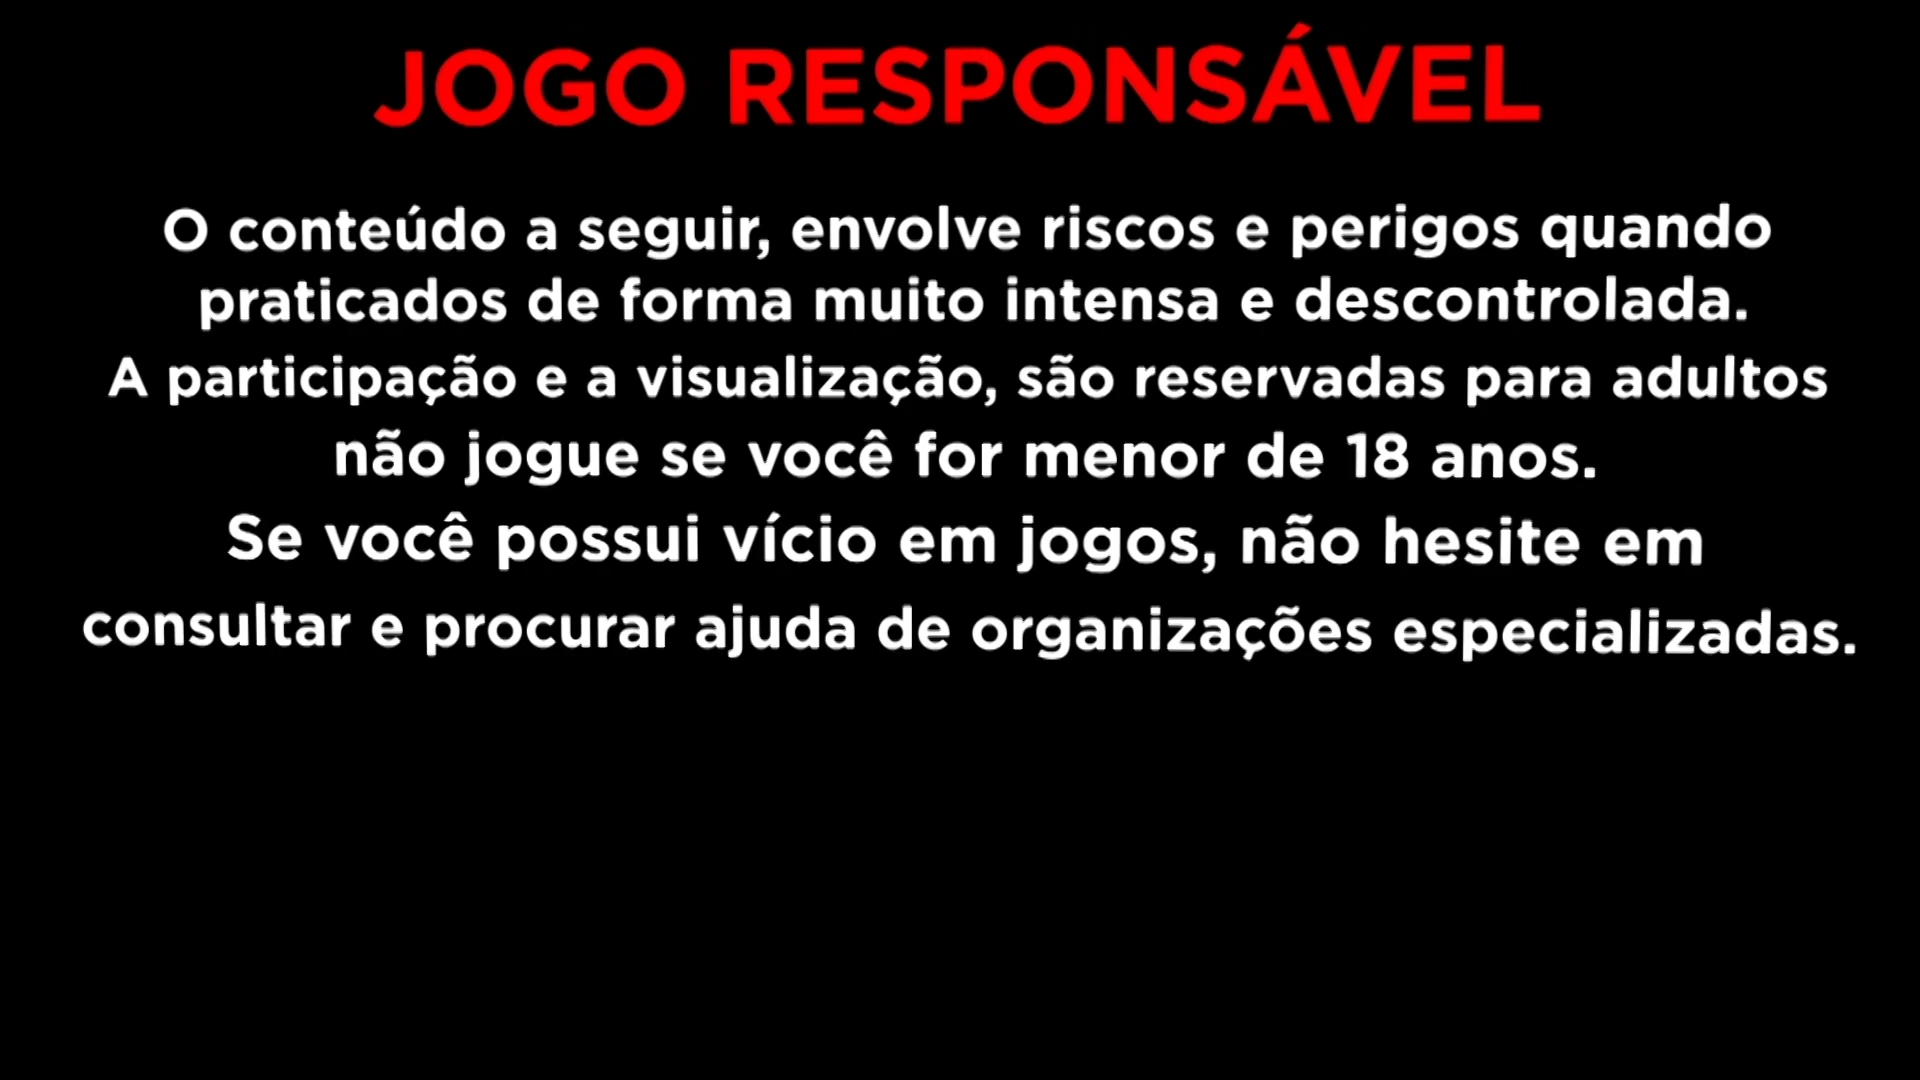 JOGO RESPONSÁVEL
O conteúdo a seguir, envolve riscos e perigos quando
praticados de forma muito intensa e descontrolada.
A participação e a visualização, são reservadas para adultos
não jogue se você for menor de 18 anos.
Se você possui vício em jogos, não hesite em
consultar e procurar ajuda de organizações especializadas.